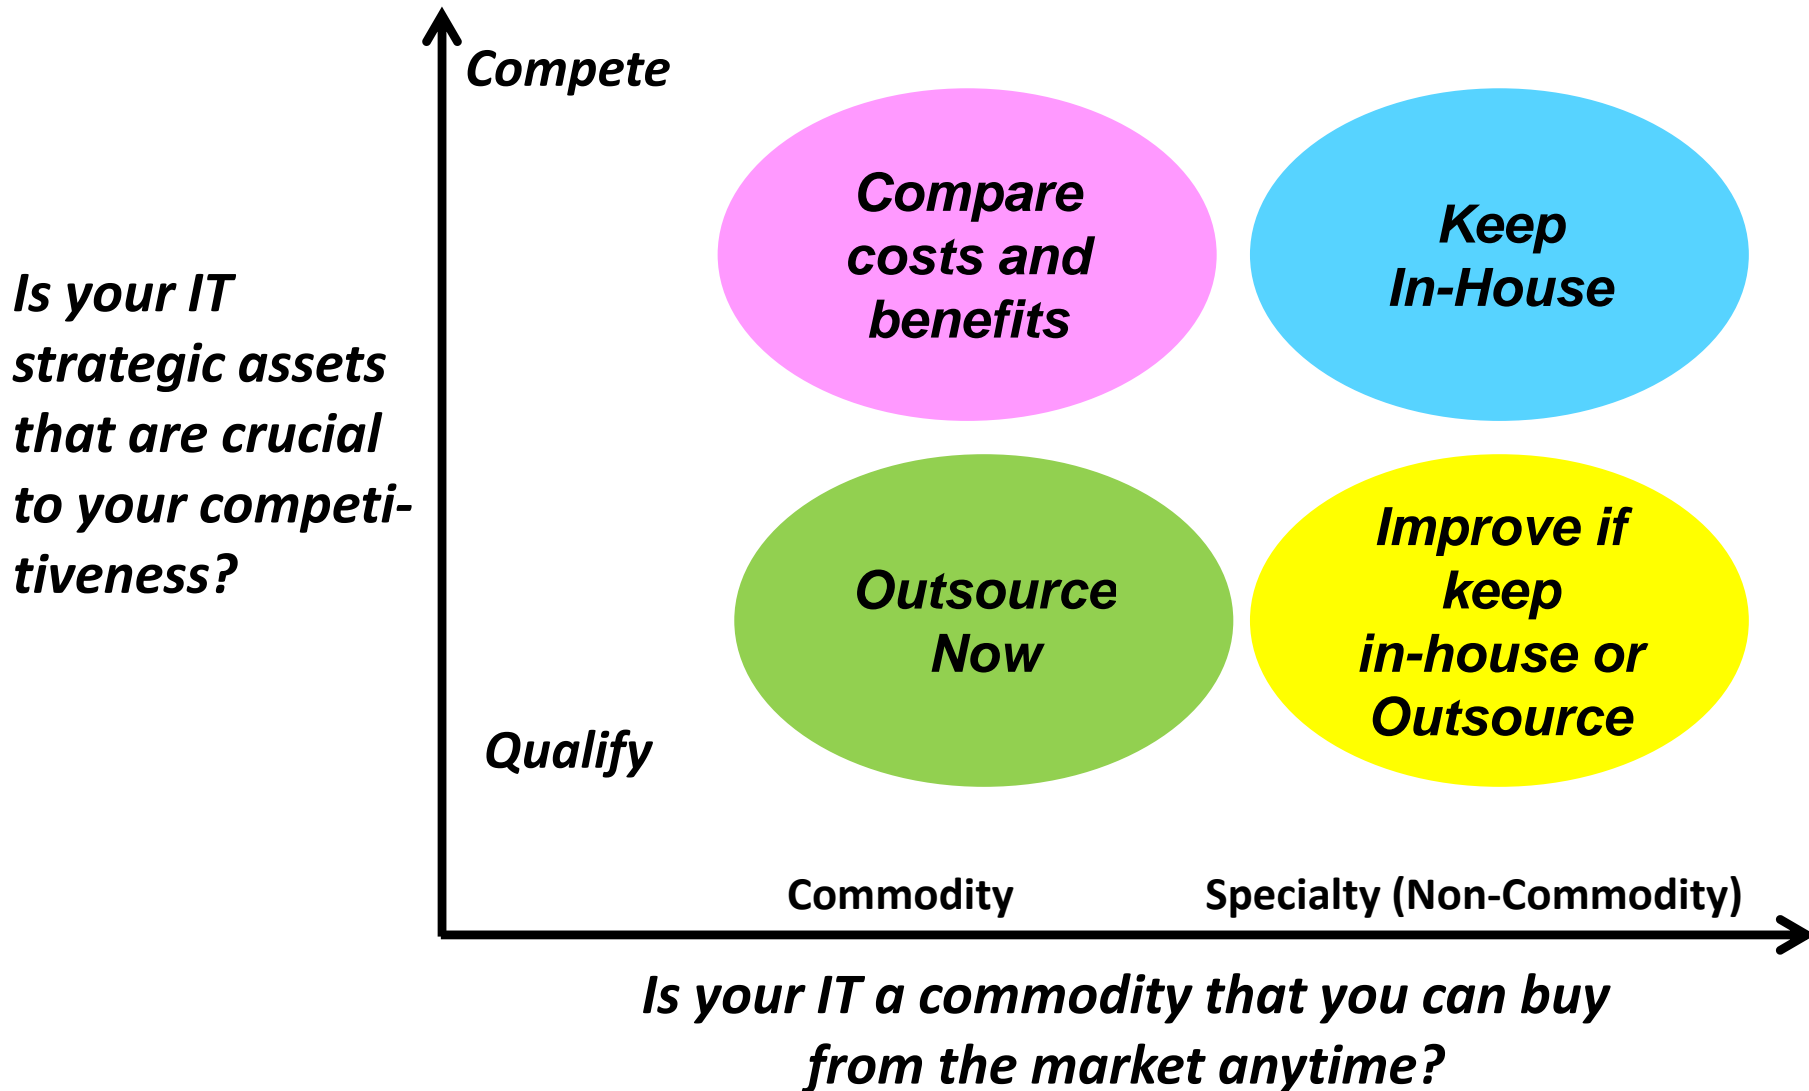 Compete
Is your IT
strategic assets
that are crucial
to your competi-
tiveness?
Compare
costs and
benefits
Keep
In-House
Outsource
Now
Improve if
keep
in-house or
Outsource
Qualify
Commodity
Specialty (Non-Commodity)
Is your IT a commodity that you can buy
from the market anytime?